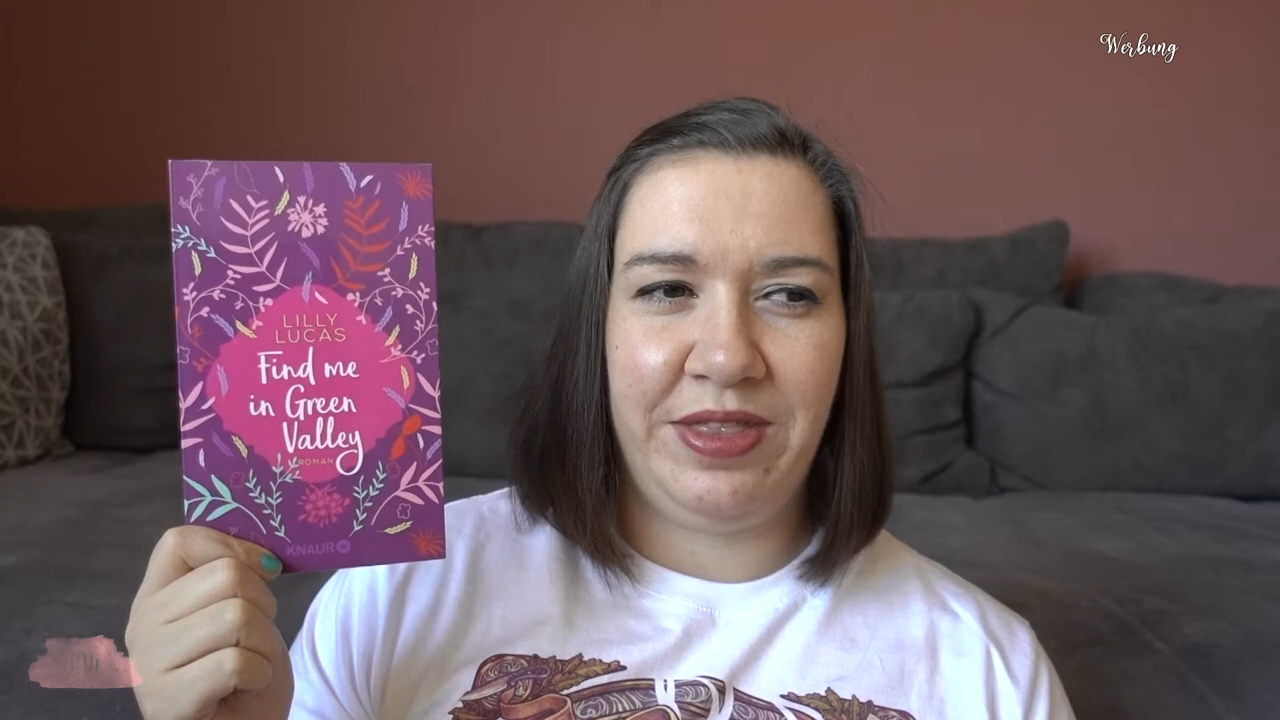 Werbung
LILLY
LUCAS
Find me
in Green
Valley
ROMAN
KNAUR